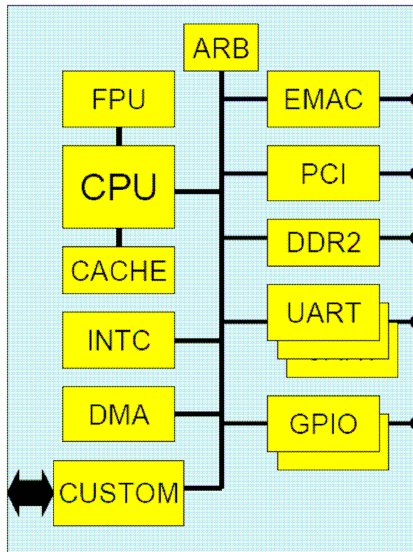 ARB
FPU
EMAC
CPU
PCI
DDR2
CACHE
UART
INTC
DMA
GPIO
CUSTOM